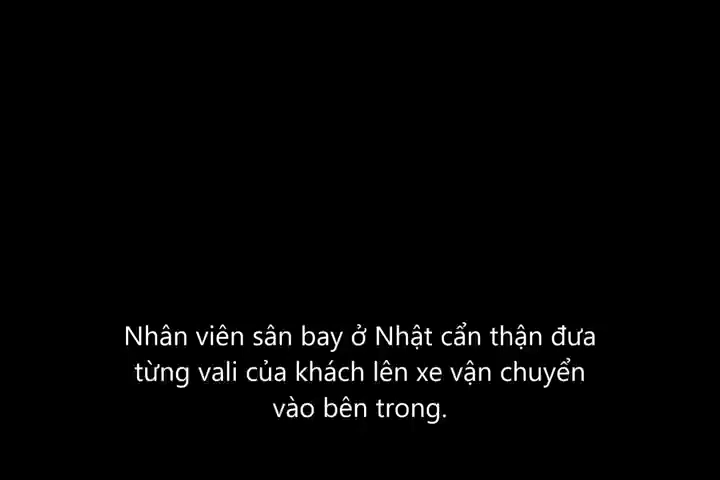 Nhân viên sân bay ở Nhật cẩn thận đưa
từng vali của khách lên xe vận chuyển
vào bên trong.